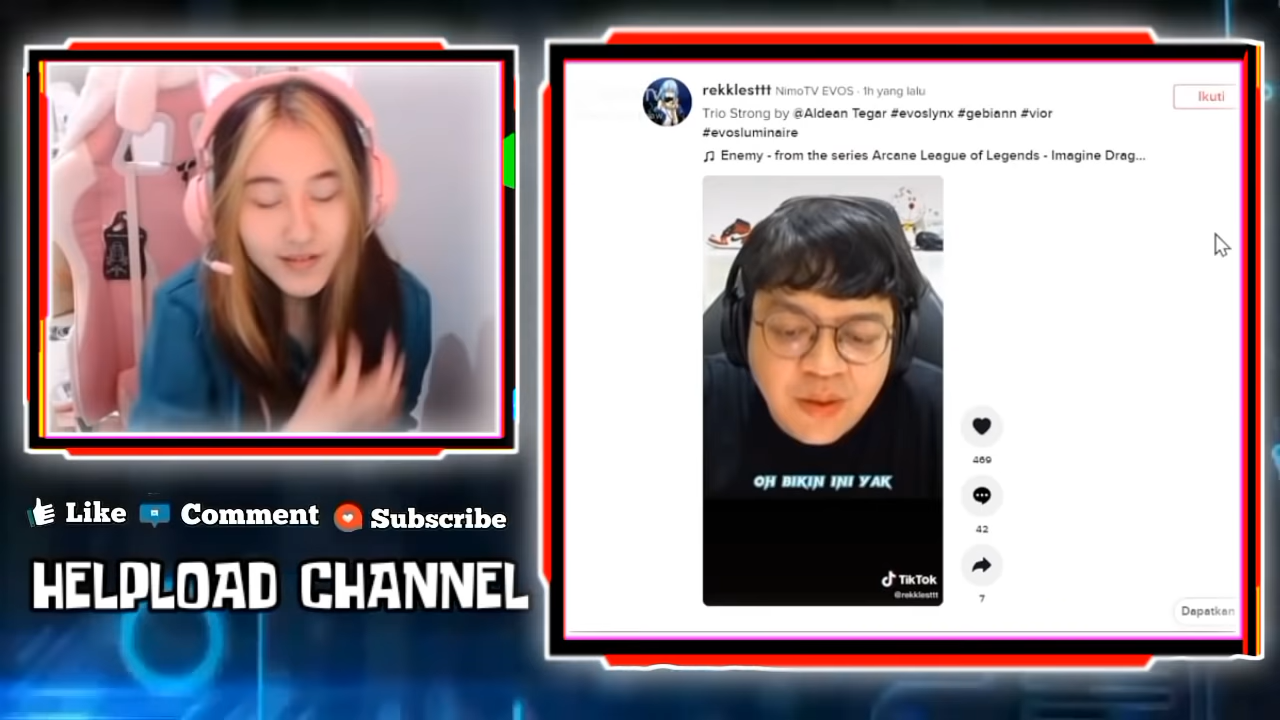 rekklesttt NimoTV EVOS · 1h yang lalu
Ikuti
Trio Strong by @Aldean Tegar #evoslynx #gebiann #vior
#evosluminaire
Enemy - from the series Arcane League of Legends - Imagine Drag...
OH BIKIN INI YAK
469
42
7
TikTok
@rekklesttt
Dapatkan
Like Comment Subscribe
HELPLOAD CHANNEL